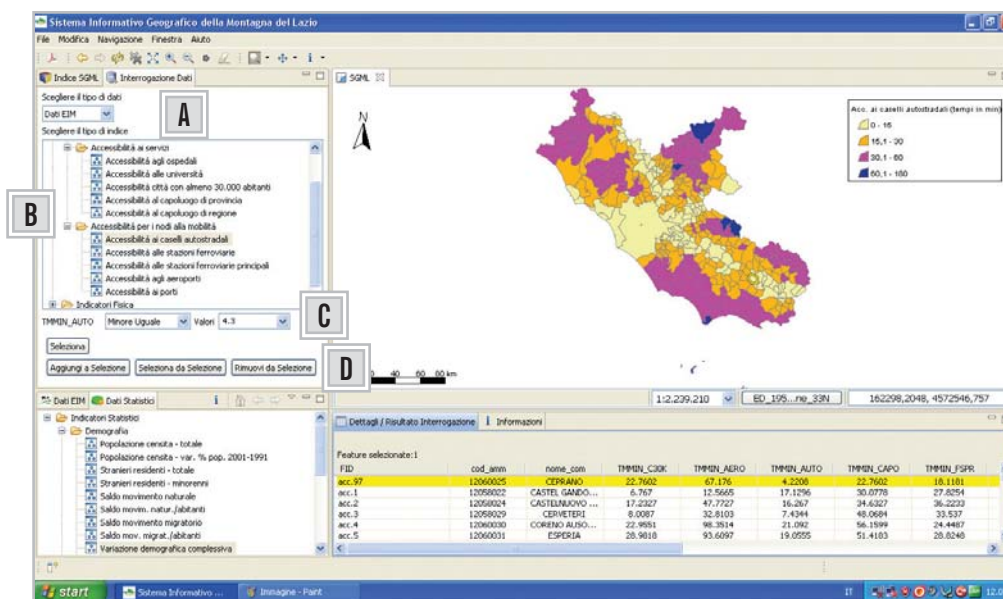 Sistema Informativo Geografico della Montagna del Lazio
File Modifica Navigazione Finestra Aiuto
Indice SGML Interrogazione Dati
Scegliere il tipo di dati
Dati EIM
A
Scegliere il tipo di indice
Accessibilità ai servizi
Accessibilità agli ospedali
Accessibilità alle università
Accessibilità città con almeno 30.000 abitanti
Accessibilità al capoluogo di provincia
Accessibilità al capoluogo di regione
B
Accessibilità per i nodi alla mobilità
Accessibilità ai caselli autostradali
Accessibilità alle stazioni ferroviarie
Accessibilità alle stazioni ferroviarie principali
Accessibilità agli aeroporti
Accessibilità ai porti
Indicatori Fisica
TMMIN_AUTO Minore Uguale Valori 4.3
C
Seleziona
Aggiungi a Selezione Seleziona da Selezione Rimuovi da Selezione
D
SGML
N
Acc. ai caselli autostradali (tempi in min)
0 - 15
15,1 - 30
30,1 - 60
60,1 - 180
40 60 80 km
1:2.239.210 ED_195...ne_33N 162298,2048, 4572546,757
Dati EIM Dati Statistici
Indicatori Statistici
Demografia
Popolazione censita - totale
Popolazione censita - var. % pop. 2001-1991
Stranieri residenti - totale
Stranieri residenti - minorenni
Saldo movimento naturale
Saldo movim. natur./abitanti
Saldo movimento migratorio
Saldo mov. migrat./abitanti
Variazione demografica complessiva
Dettagli / Risultato Interrogazione Informazioni
Feature selezionate:1
FID cod_amm nome_com TMMIN_C30K TMMIN_AERO TMMIN_AUTO TMMIN_CAPO TMMIN_FSPR
acc.97 12060025 CEPRANO 22.7602 67.176 4.2208 22.7602 18.1181
acc.1 12058022 CASTEL GANDO... 6.767 12.5665 17.1296 30.0778 27.8254
acc.2 12058024 CASTELNUOVO ... 17.2327 47.7727 16.267 34.6327 36.2233
acc.3 12058029 CERVETERI 8.0087 32.8103 7.4344 48.0684 33.537
acc.4 12060030 CORENO AUSO... 22.9551 98.3514 21.092 56.1599 24.4487
acc.5 12060031 ESPERIA 28.9818 93.6097 19.0555 51.4183 28.8248
start Sistema Informativo ... Immagine - Paint IT